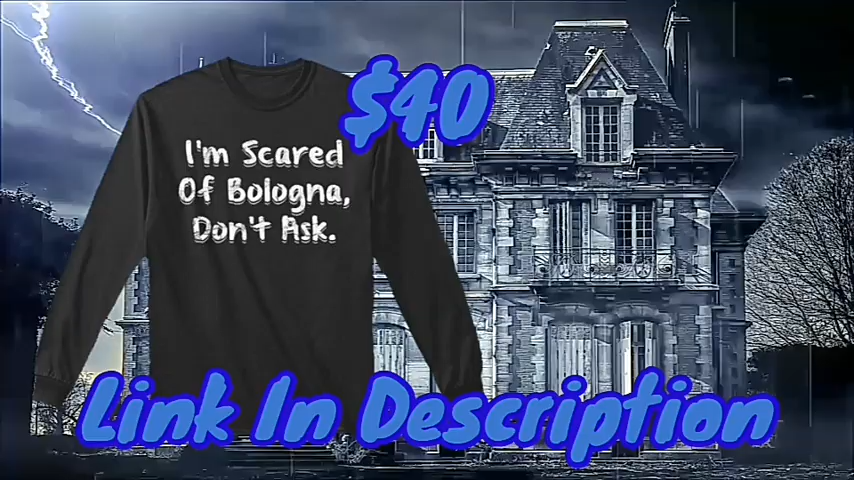 $40
I'm Scared
Of Bologna,
Don't Ask.
Link In Description